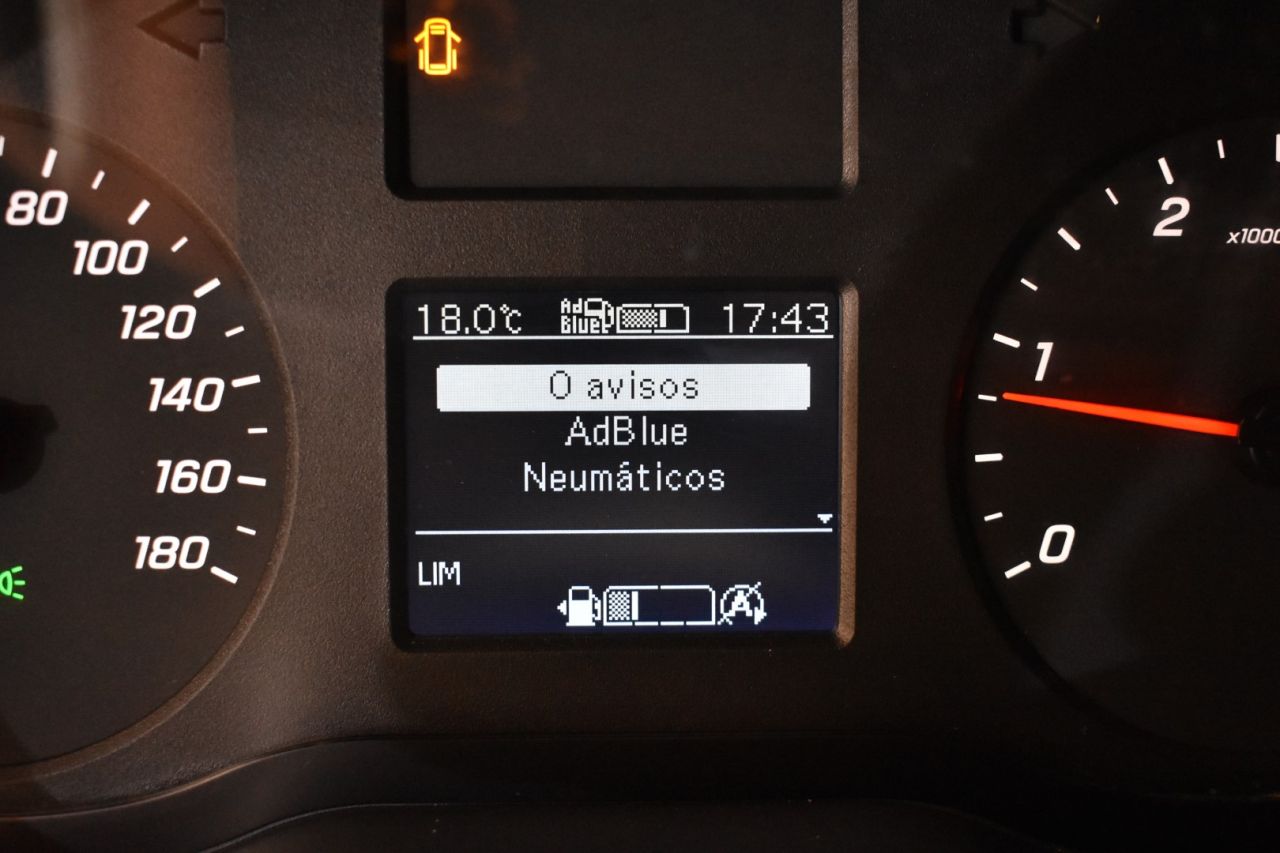 80
100
120
140
160
180
18.0°C AdBlue 17:43
0 avisos
AdBlue
Neumáticos
LIM
A
2
x1000
1
0